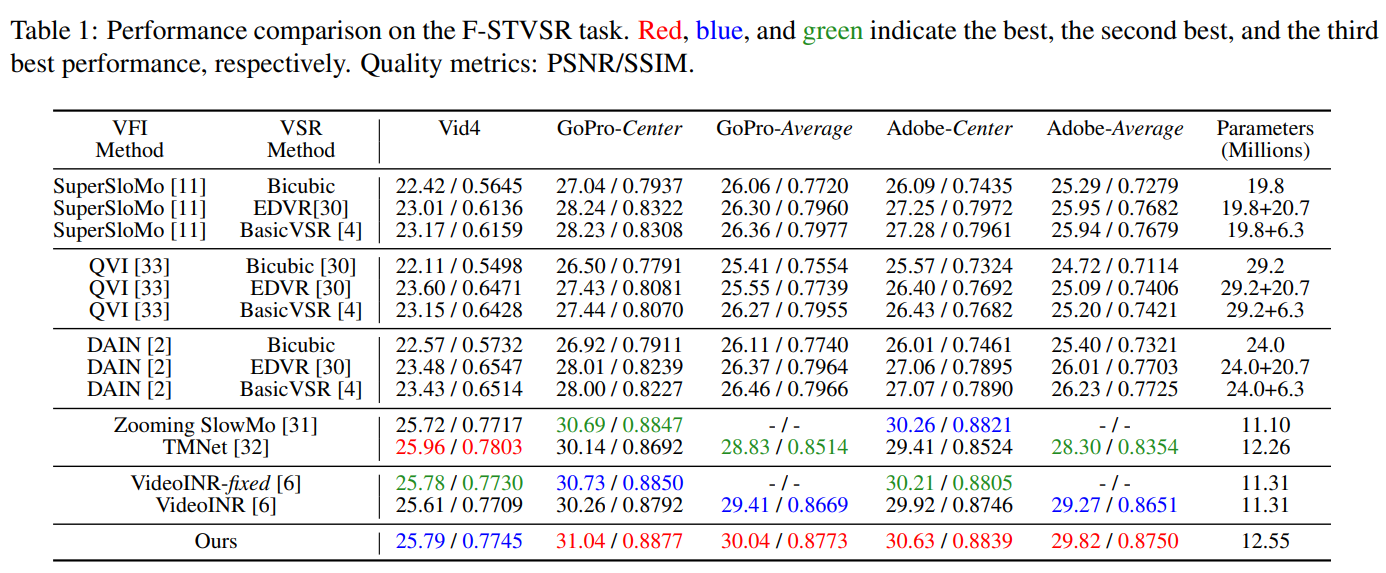 Table 1: Performance comparison on the F-STVSR task. Red, blue, and green indicate the best, the second best, and the third
best performance, respectively. Quality metrics: PSNR/SSIM.
VFI Method VSR Method Vid4 GoPro-Center GoPro-Average Adobe-Center Adobe-Average Parameters (Millions)
SuperSloMo [11] Bicubic 22.42 / 0.5645 27.04 / 0.7937 26.06 / 0.7720 26.09 / 0.7435 25.29 / 0.7279 19.8
SuperSloMo [11] EDVR[30] 23.01 / 0.6136 28.24 / 0.8322 26.30 / 0.7960 27.25 / 0.7972 25.95 / 0.7682 19.8+20.7
SuperSloMo [11] BasicVSR [4] 23.17 / 0.6159 28.23 / 0.8308 26.36 / 0.7977 27.28 / 0.7961 25.94 / 0.7679 19.8+6.3
QVI [33] Bicubic [30] 22.11 / 0.5498 26.50 / 0.7791 25.41 / 0.7554 25.57 / 0.7324 24.72 / 0.7114 29.2
QVI [33] EDVR [30] 23.60 / 0.6471 27.43 / 0.8081 25.55 / 0.7739 26.40 / 0.7692 25.09 / 0.7406 29.2+20.7
QVI [33] BasicVSR [4] 23.15 / 0.6428 27.44 / 0.8070 26.27 / 0.7955 26.43 / 0.7682 25.20 / 0.7421 29.2+6.3
DAIN [2] Bicubic 22.57 / 0.5732 26.92 / 0.7911 26.11 / 0.7740 26.01 / 0.7461 25.40 / 0.7321 24.0
DAIN [2] EDVR [30] 23.48 / 0.6547 28.01 / 0.8239 26.37 / 0.7964 27.06 / 0.7895 26.01 / 0.7703 24.0+20.7
DAIN [2] BasicVSR [4] 23.43 / 0.6514 28.00 / 0.8227 26.46 / 0.7966 27.07 / 0.7890 26.23 / 0.7725 24.0+6.3
Zooming SlowMo [31] 25.72 / 0.7717 30.69 / 0.8847 - / - 30.26 / 0.8821 - / - 11.10
TMNet [32] 25.96 / 0.7803 30.14 / 0.8692 28.83 / 0.8514 29.41 / 0.8524 28.30 / 0.8354 12.26
VideoINR-fixed [6] 25.78 / 0.7730 30.73 / 0.8850 - / - 30.21 / 0.8805 - / - 11.31
VideoINR [6] 25.61 / 0.7709 30.26 / 0.8792 29.41 / 0.8669 29.92 / 0.8746 29.27 / 0.8651 11.31
Ours 25.79 / 0.7745 31.04 / 0.8877 30.04 / 0.8773 30.63 / 0.8839 29.82 / 0.8750 12.55